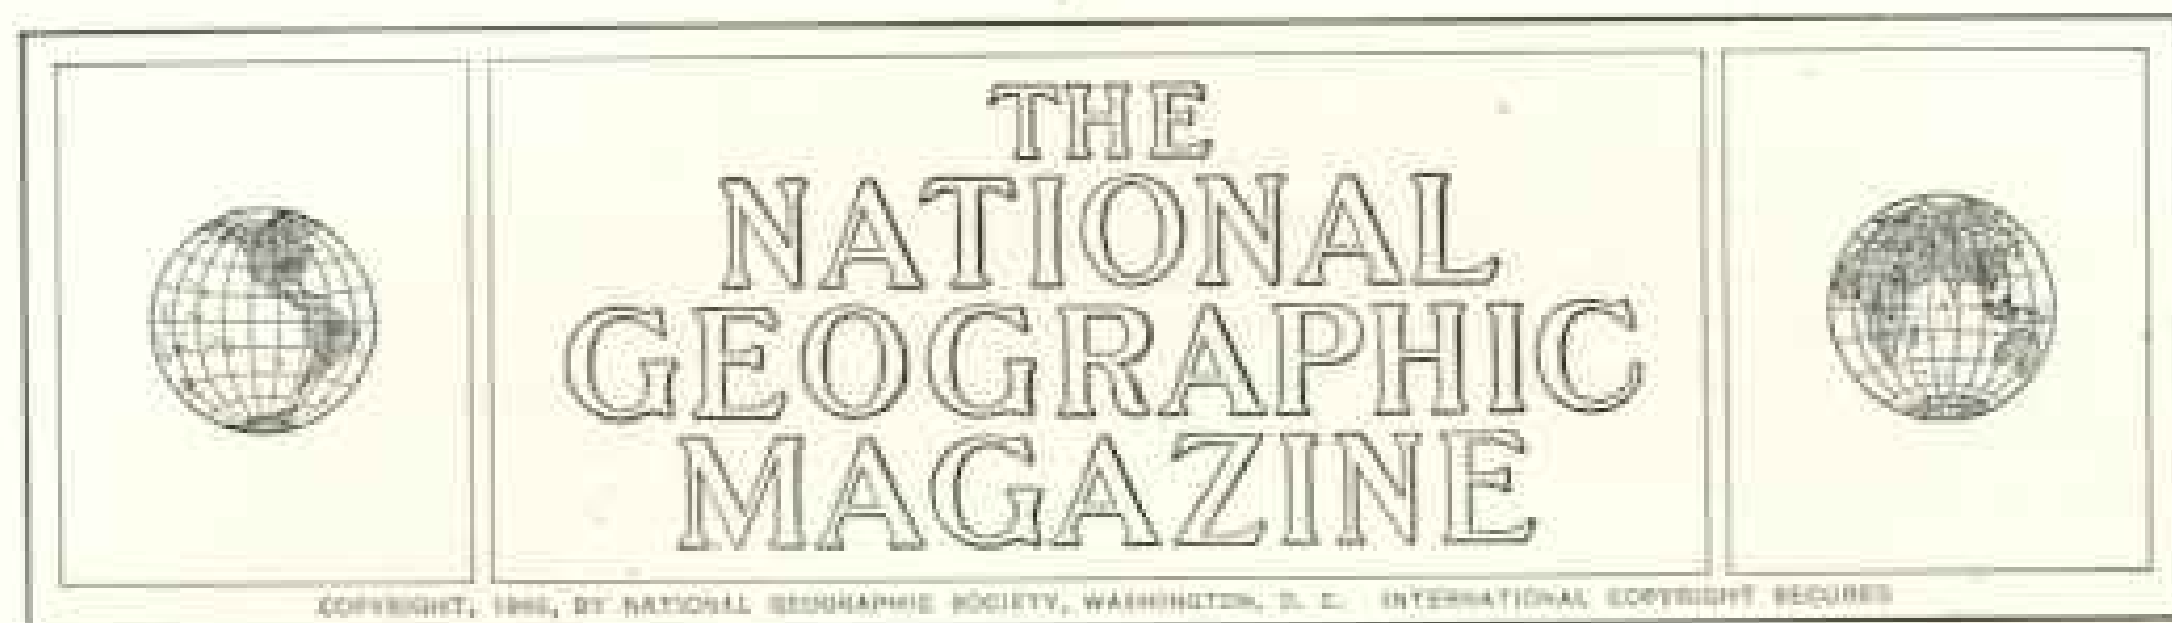 THE
NATIONAL
GEOGRAPHIC
MAGAZINE
COPYRIGHT, BY NATIONAL GEOGRAPHIC SOCIETY, WASHINGTON, D. C. INTERNATIONAL COPYRIGHT SECURED